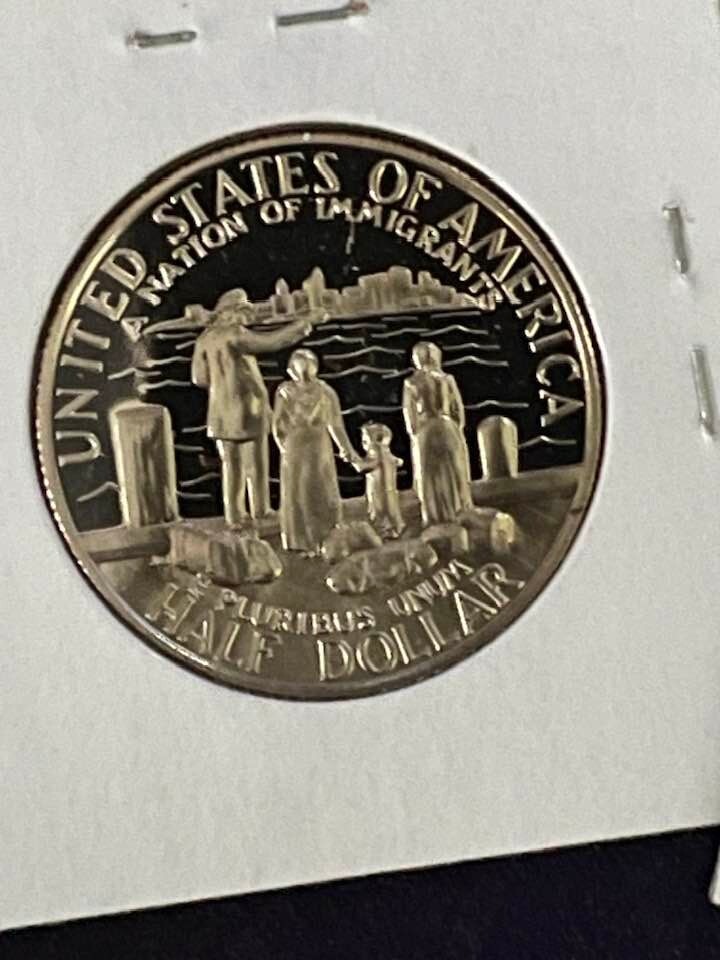 UNITED STATES OF AMERICA
A NATION OF IMMIGRANTS
E PLURIBUS UNUM
HALF DOLLAR